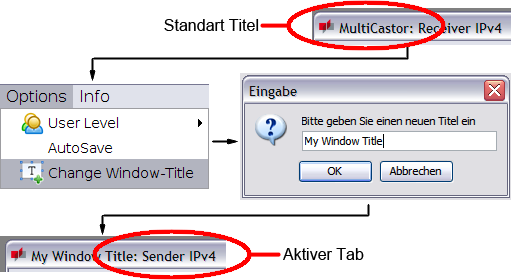 Standart Titel
MultiCastor: Receiver IPv4
Options Info
User Level
AutoSave
T Change Window-Title
Eingabe
Bitte geben Sie einen neuen Titel ein
My Window Title
OK Abbrechen
My Window Title: Sender IPv4
Aktiver Tab